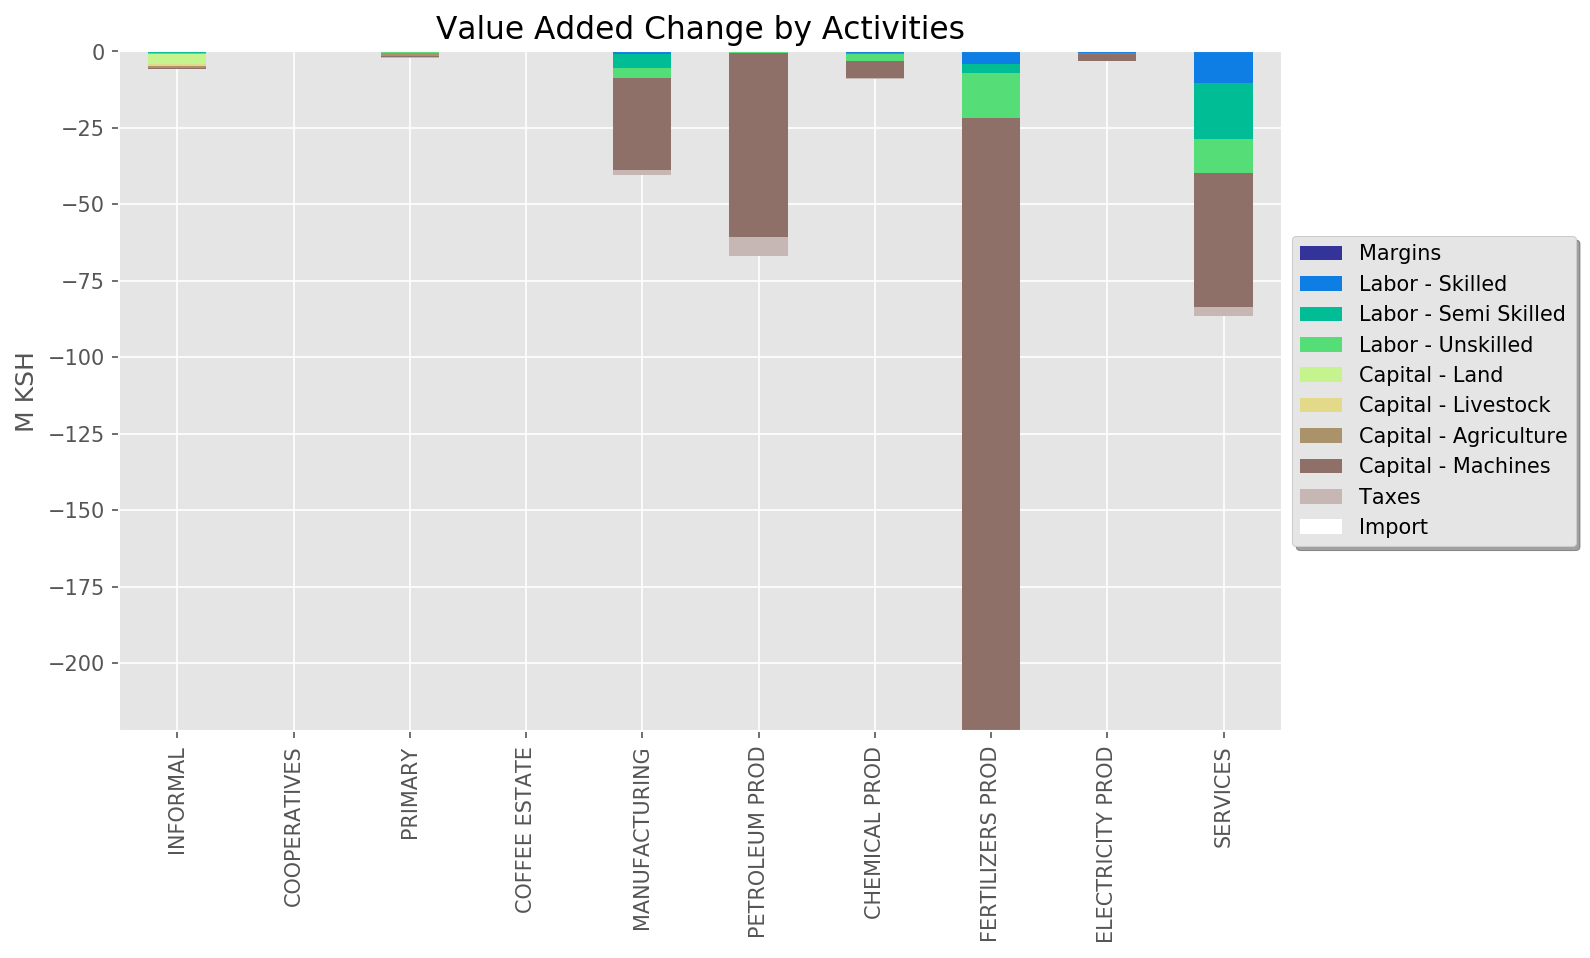 Value Added Change by Activities
M KSH
0
−25
−50
−75
−100
−125
−150
−175
−200
INFORMAL
COOPERATIVES
PRIMARY
COFFEE ESTATE
MANUFACTURING
PETROLEUM PROD
CHEMICAL PROD
FERTILIZERS PROD
ELECTRICITY PROD
SERVICES
Margins
Labor - Skilled
Labor - Semi Skilled
Labor - Unskilled
Capital - Land
Capital - Livestock
Capital - Agriculture
Capital - Machines
Taxes
Import